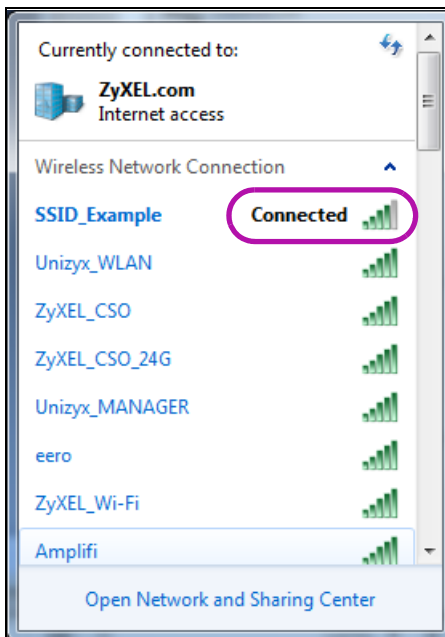 Currently connected to:
ZyXEL.com
Internet access
Wireless Network Connection
SSID_Example Connected
Unizyx_WLAN
ZyXEL_CSO
ZyXEL_CSO_24G
Unizyx_MANAGER
eero
ZyXEL_Wi-Fi
Amplifi
Open Network and Sharing Center